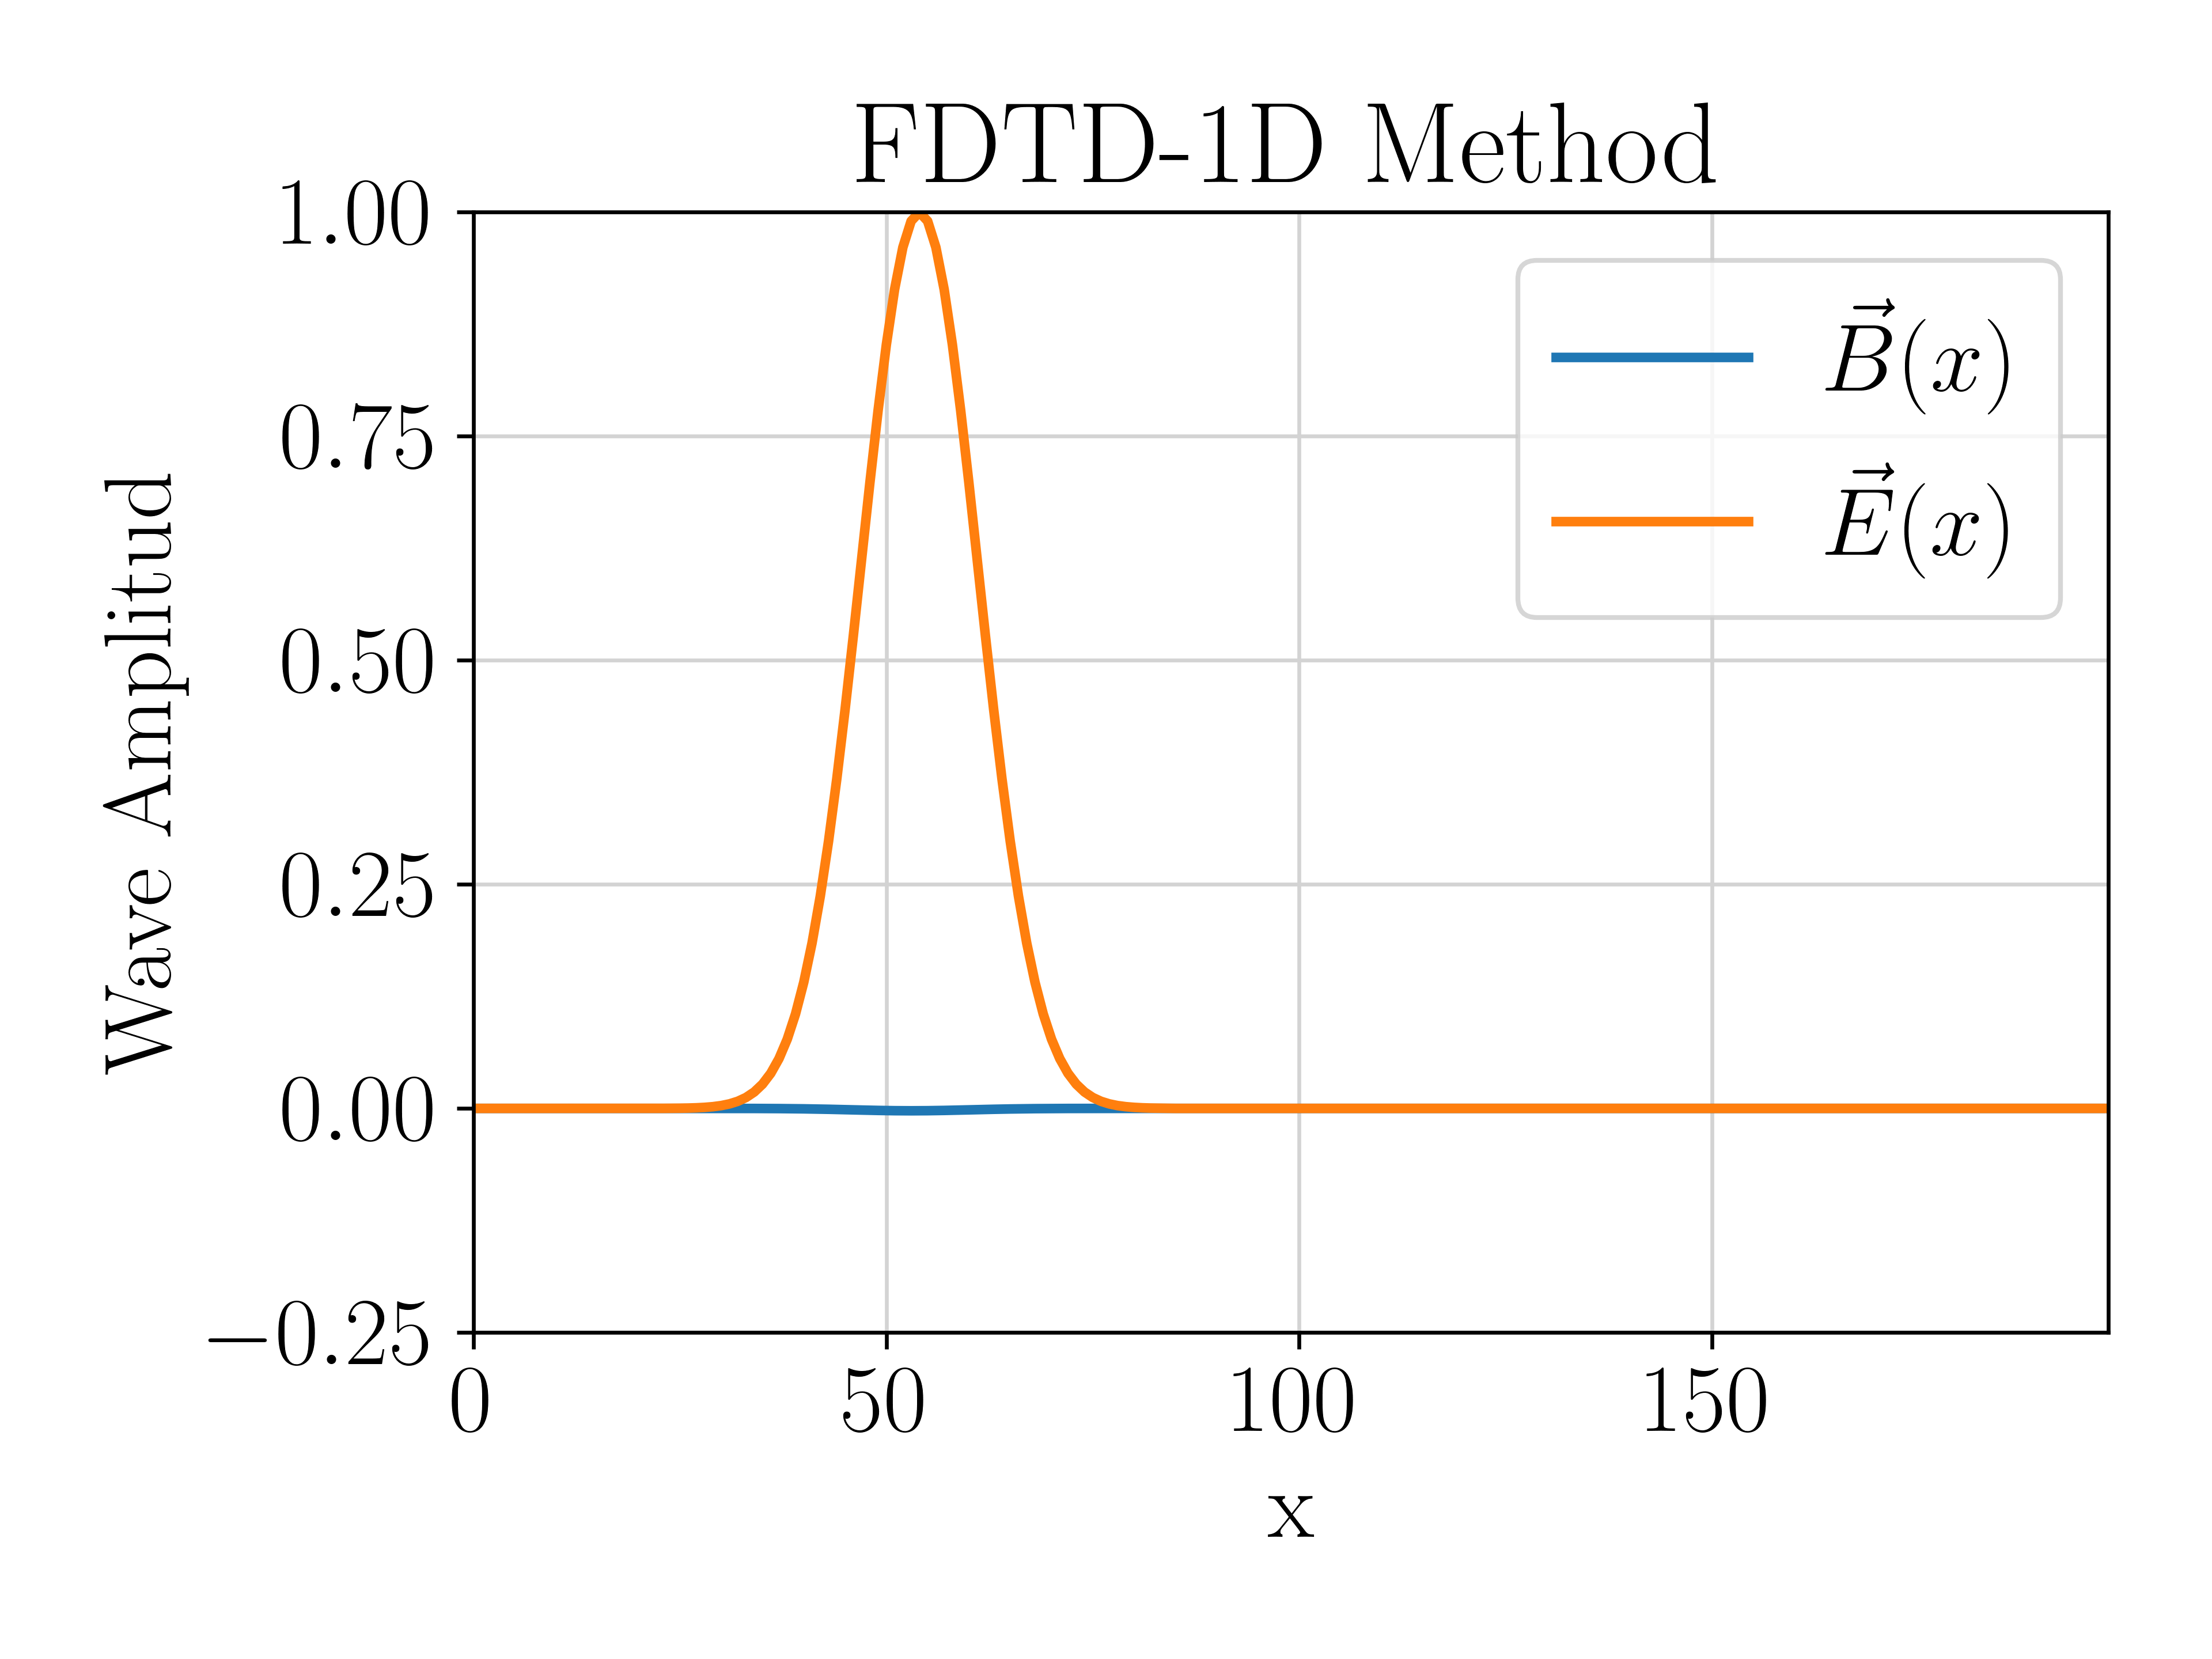 FDTD-1D Method
1.00
0.75
0.50
0.25
0.00
−0.25
Wave Amplitud
0
50
100
150
x
$\vec{B}(x)$
$\vec{E}(x)$